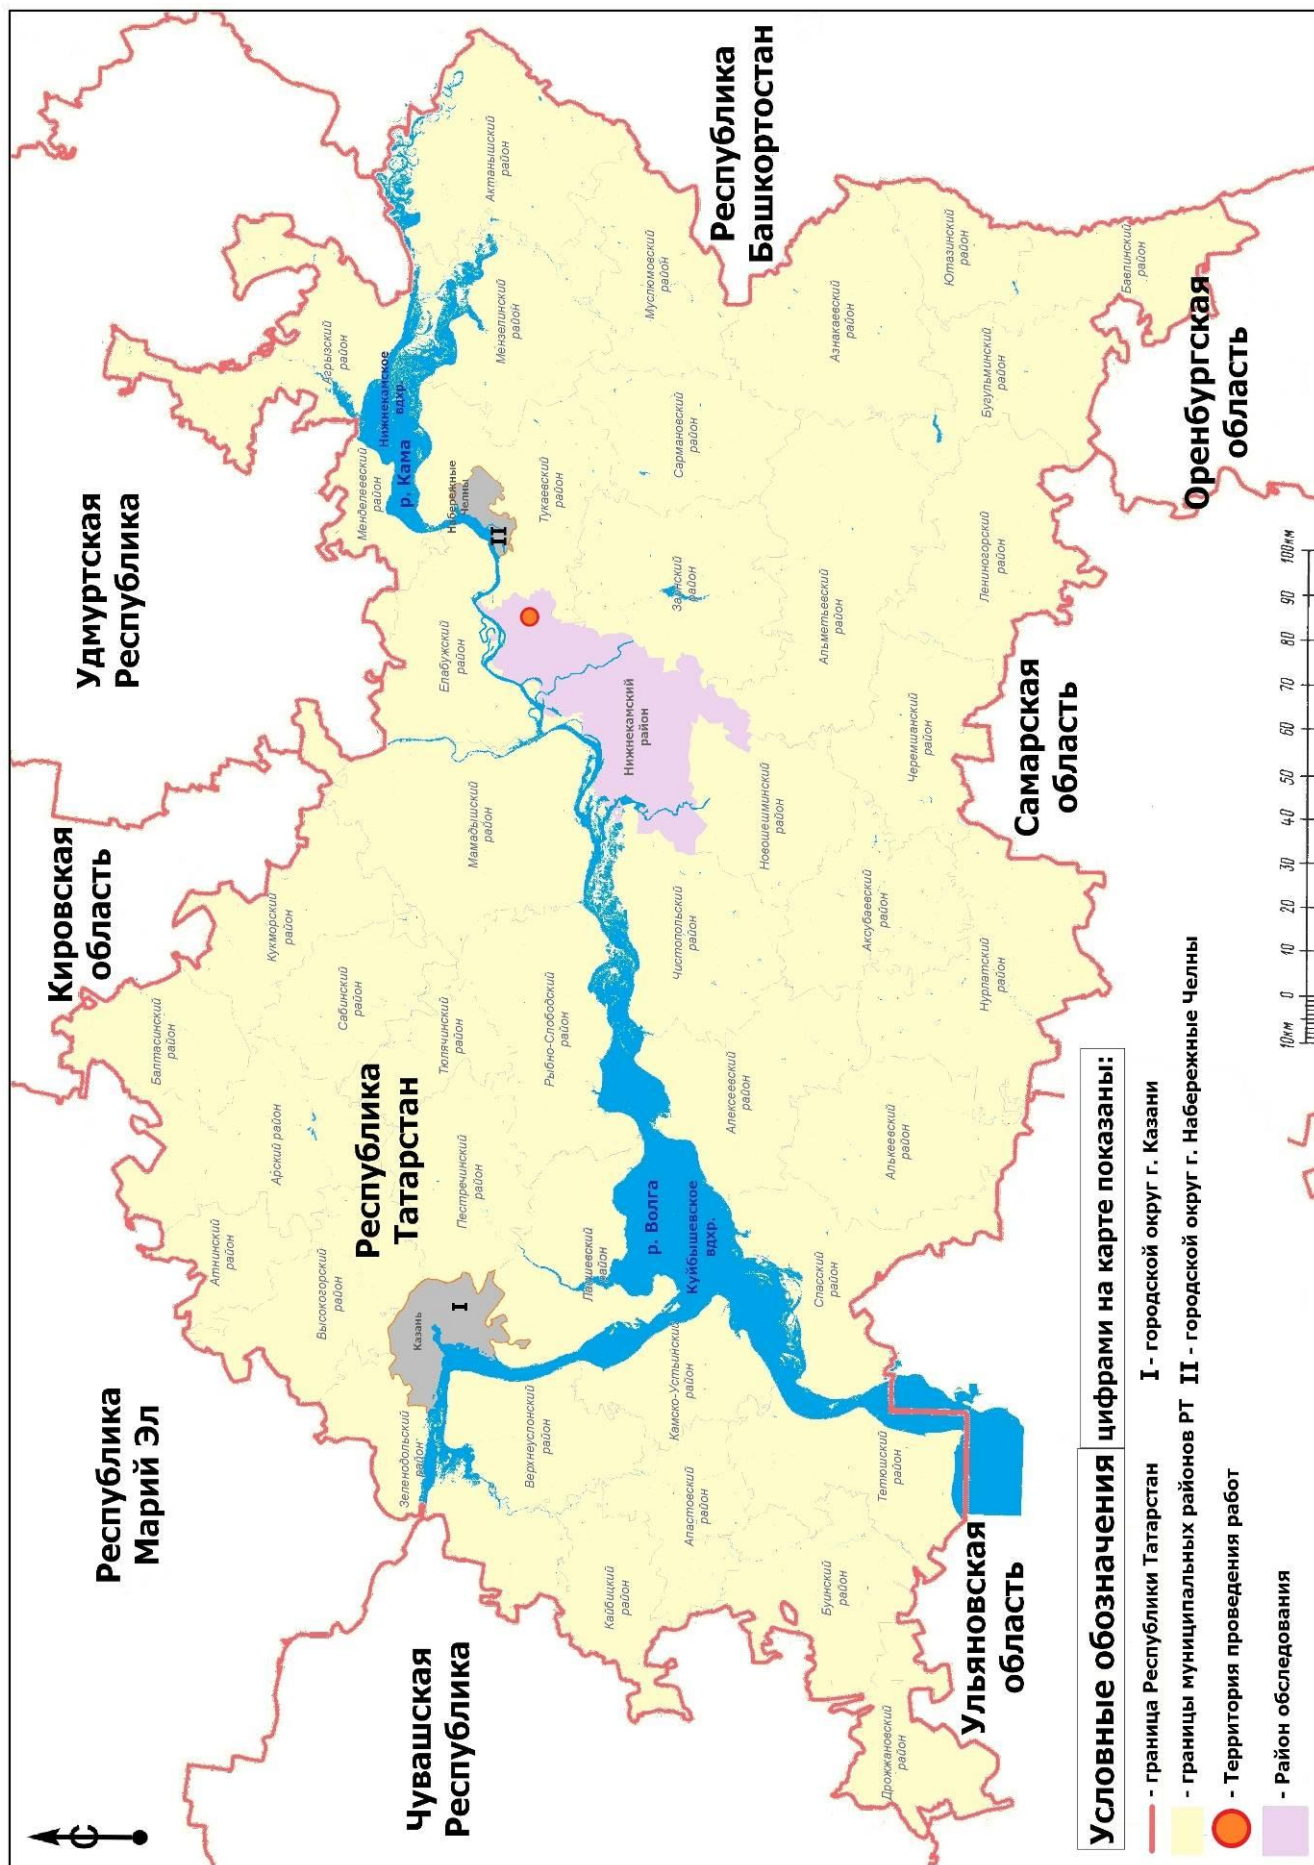 С
Кировская
область
Удмуртская
Республика
Республика
Марий Эл
Чувашская
Республика
Республика
Татарстан
Республика
Башкортостан
Оренбургская
область
Самарская
область
Ульяновская
область
Балтасинский
район
Кукморский
район
Атнинский
район
Арский район
Сабинский
район
Высокогорский
район
Тюлячинский
район
Пестречинский
район
Мамадышский
район
Рыбно-Слободский
район
Зеленодольский
район
Казань
I
Лаишевский
район
Верхнеуслонский
район
Камско-Устьинский
район
Кайбицкий
район
Апастовский
район
Буинский
район
Тетюшский
район
Дрожжановский
район
Спасский
район
р. Волга
Куйбышевское
вдхр.
Алексеевский
район
Алькеевский
район
Чистопольский
район
Аксубаевский
район
Нурлатский
район
Новошешминский
район
Черемшанский
район
Нижнекамский
район
Елабужский
район
Менделеевский
район
Агрызский
район
Нижнекамское
вдхр.
р. Кама
Набережные
Челны
II
Тукаевский
район
Мензелинский
район
Актанышский
район
Муслюмовский
район
Сармановский
район
Заинский
район
Альметьевский
район
Азнакаевский
район
Лениногорский
район
Бугульминский
район
Ютазинский
район
Бавлинский
район
Условные обозначения
цифрами на карте показаны:
- граница Республики Татарстан
I - городской округ г. Казани
- границы муниципальных районов РТ
II - городской округ г. Набережные Челны
- Территория проведения работ
- Район обследования
10км 0 10 20 30 40 50 60 70 80 90 100км